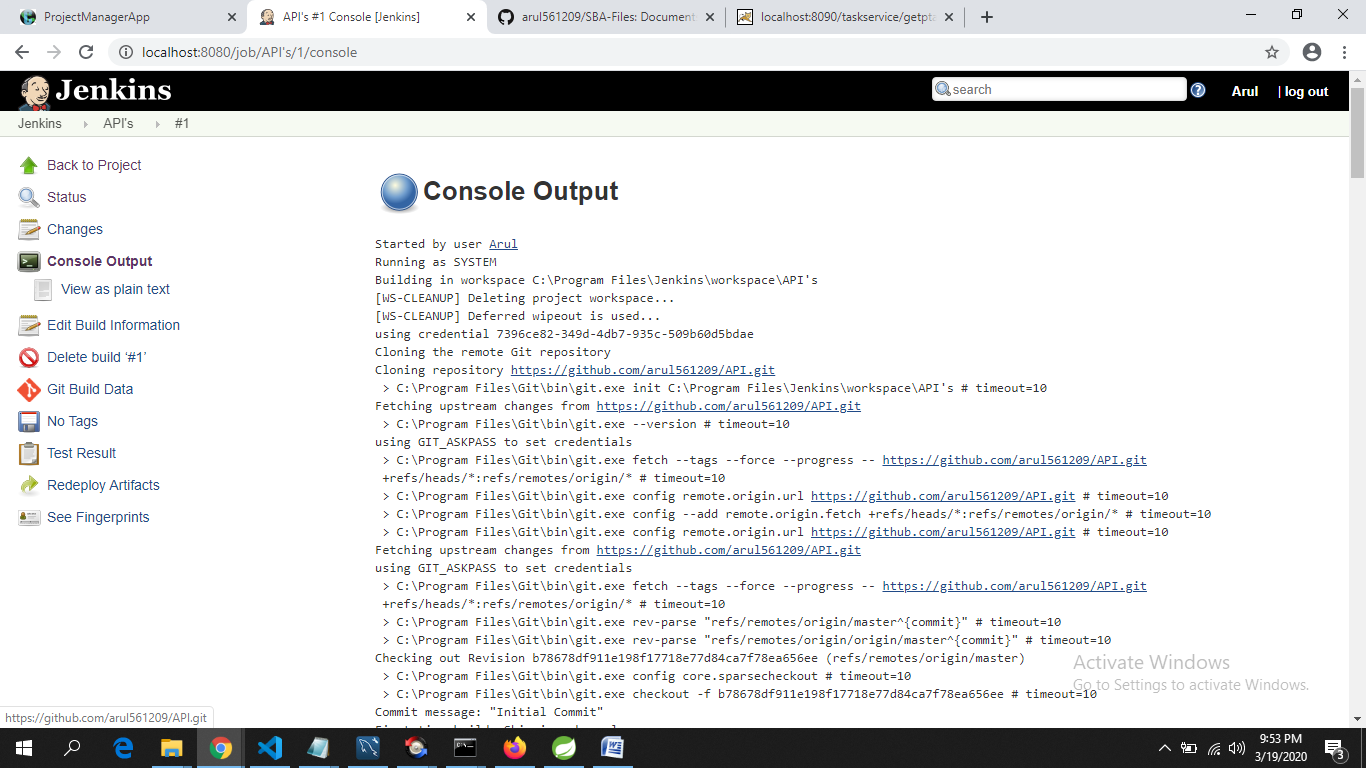 ProjectManagerApp
API's #1 Console [Jenkins]
arul561209/SBA-Files: Document
localhost:8090/taskservice/getpta
localhost:8080/job/API's/1/console
Jenkins
search
Arul
| log out
Jenkins
API's
#1
Back to Project
Status
Changes
Console Output
View as plain text
Edit Build Information
Delete build ‘#1’
Git Build Data
No Tags
Test Result
Redeploy Artifacts
See Fingerprints
Console Output
Started by user Arul
Running as SYSTEM
Building in workspace C:\Program Files\Jenkins\workspace\API's
[WS-CLEANUP] Deleting project workspace...
[WS-CLEANUP] Deferred wipeout is used...
using credential 7396ce82-349d-4db7-935c-509b60d5bdae
Cloning the remote Git repository
Cloning repository https://github.com/arul561209/API.git
> C:\Program Files\Git\bin\git.exe init C:\Program Files\Jenkins\workspace\API's # timeout=10
Fetching upstream changes from https://github.com/arul561209/API.git
> C:\Program Files\Git\bin\git.exe --version # timeout=10
using GIT_ASKPASS to set credentials
> C:\Program Files\Git\bin\git.exe fetch --tags --force --progress -- https://github.com/arul561209/API.git
+refs/heads/*:refs/remotes/origin/* # timeout=10
> C:\Program Files\Git\bin\git.exe config remote.origin.url https://github.com/arul561209/API.git # timeout=10
> C:\Program Files\Git\bin\git.exe config --add remote.origin.fetch +refs/heads/*:refs/remotes/origin/* # timeout=10
> C:\Program Files\Git\bin\git.exe config remote.origin.url https://github.com/arul561209/API.git # timeout=10
Fetching upstream changes from https://github.com/arul561209/API.git
using GIT_ASKPASS to set credentials
> C:\Program Files\Git\bin\git.exe fetch --tags --force --progress -- https://github.com/arul561209/API.git
+refs/heads/*:refs/remotes/origin/* # timeout=10
> C:\Program Files\Git\bin\git.exe rev-parse "refs/remotes/origin/master^{commit}" # timeout=10
> C:\Program Files\Git\bin\git.exe rev-parse "refs/remotes/origin/origin/master^{commit}" # timeout=10
Checking out Revision b78678df911e198f17718e77d84ca7f78ea656ee (refs/remotes/origin/master)
> C:\Program Files\Git\bin\git.exe config core.sparsecheckout # timeout=10
> C:\Program Files\Git\bin\git.exe checkout -f b78678df911e198f17718e77d84ca7f78ea656ee # timeout=10
Commit message: "Initial Commit"
Activate Windows
Go to Settings to activate Windows.
https://github.com/arul561209/API.git
9:53 PM
3/19/2020
3